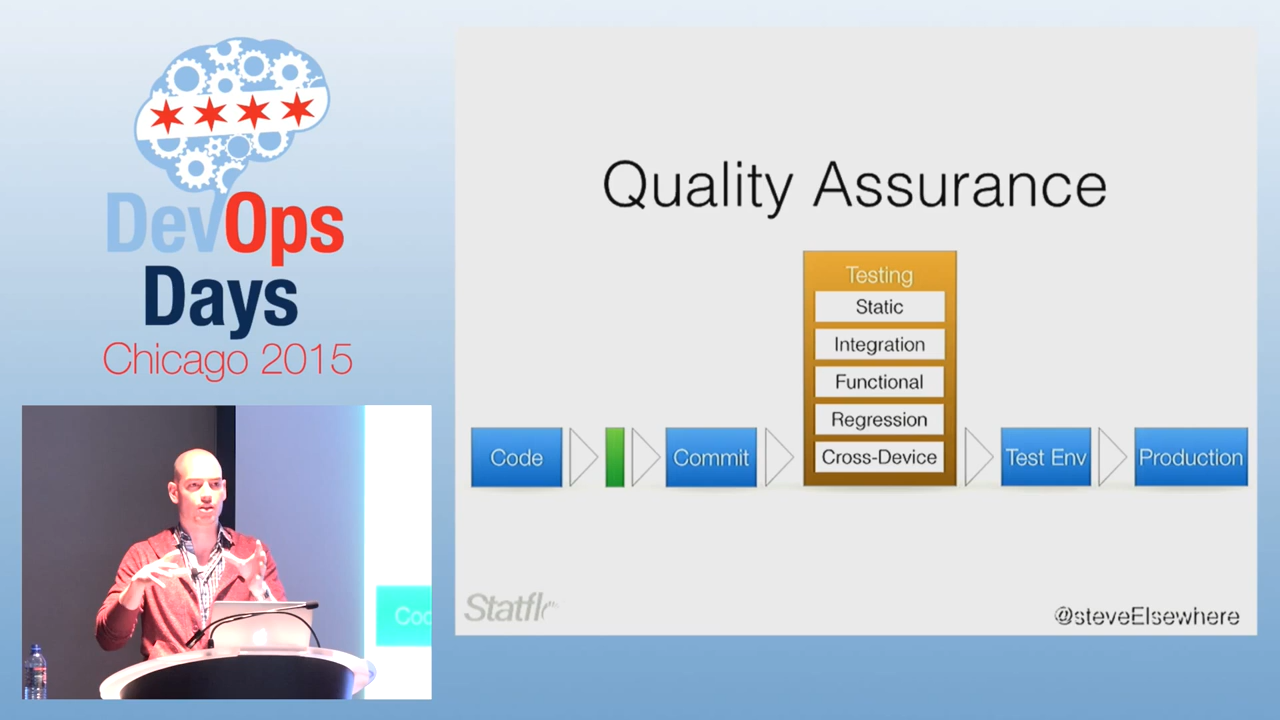 DevOps
Days
Chicago 2015
Quality Assurance
Testing
Static
Integration
Functional
Regression
Cross-Device
Code
Commit
Test Env
Production
@steveElsewhere